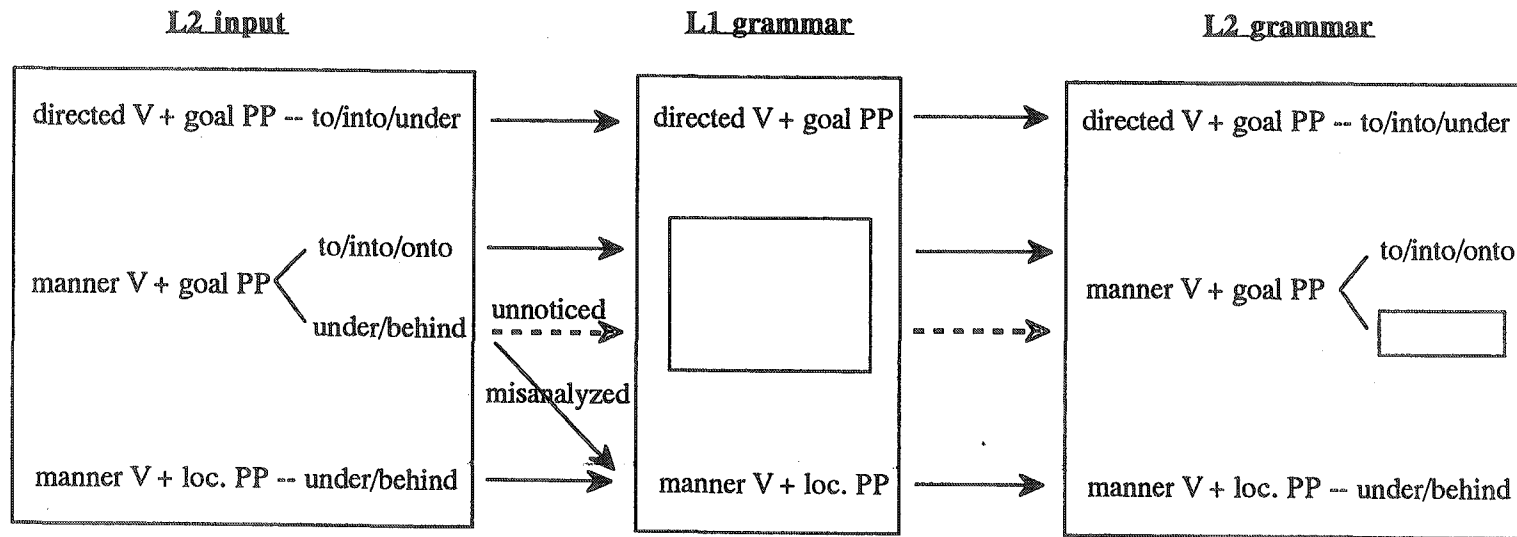 L2 input
L1 grammar
L2 grammar
directed V + goal PP -- to/into/under
directed V + goal PP
directed V + goal PP -- to/into/under
manner V + goal PP
to/into/onto
under/behind
unnoticed
misanalyzed
manner V + goal PP
to/into/onto
manner V + loc. PP -- under/behind
manner V + loc. PP
manner V + loc. PP -- under/behind